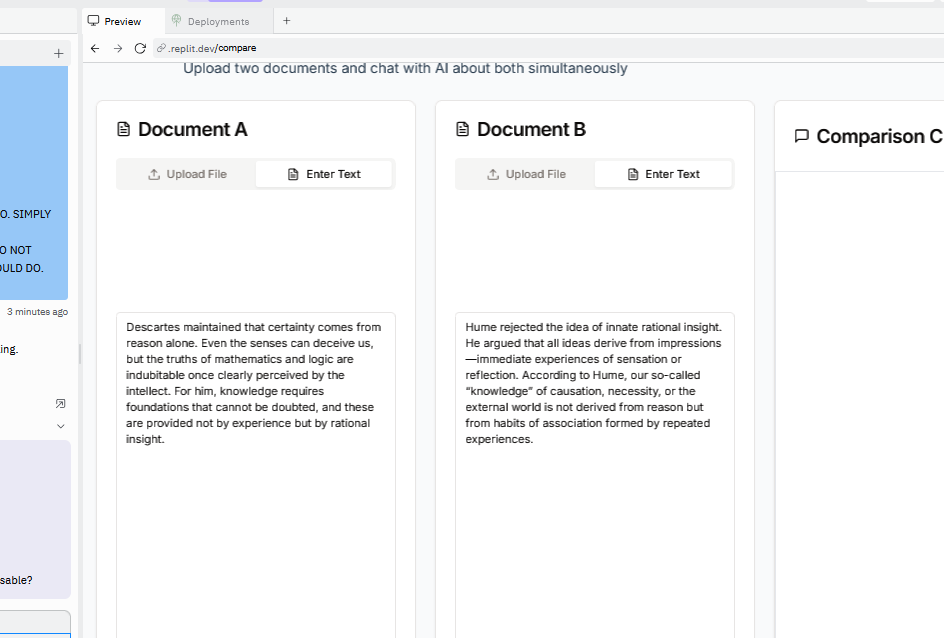 Preview
Deployments
.replit.dev/compare
O. SIMPLY
O NOT
OULD DO.
3 minutes ago
ing.
sable?
Upload two documents and chat with AI about both simultaneously
Document A
Upload File
Enter Text
Descartes maintained that certainty comes from
reason alone. Even the senses can deceive us,
but the truths of mathematics and logic are
indubitable once clearly perceived by the
intellect. For him, knowledge requires
foundations that cannot be doubted, and these
are provided not by experience but by rational
insight.
Document B
Upload File
Enter Text
Hume rejected the idea of innate rational insight.
He argued that all ideas derive from impressions
—immediate experiences of sensation or
reflection. According to Hume, our so-called
“knowledge” of causation, necessity, or the
external world is not derived from reason but
from habits of association formed by repeated
experiences.
Comparison C